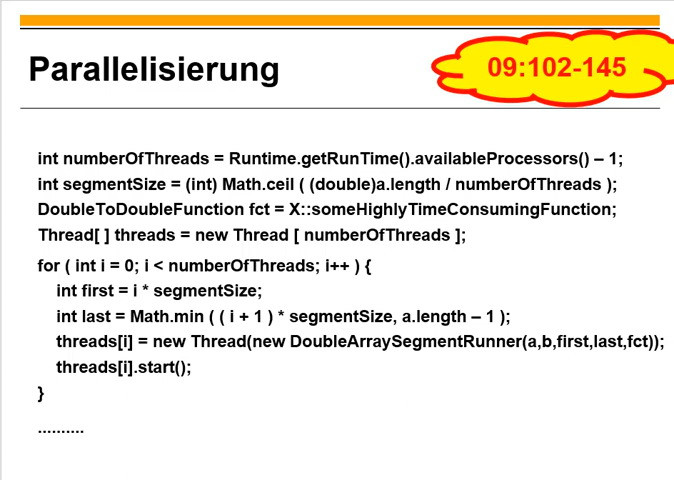 Parallelisierung
09:102-145
int numberOfThreads = Runtime.getRunTime().availableProcessors() – 1;
int segmentSize = (int) Math.ceil ( (double)a.length / numberOfThreads );
DoubleToDoubleFunction fct = X::someHighlyTimeConsumingFunction;
Thread[ ] threads = new Thread [ numberOfThreads ];
for ( int i = 0; i < numberOfThreads; i++ ) {
int first = i * segmentSize;
int last = Math.min ( ( i + 1 ) * segmentSize, a.length – 1 );
threads[i] = new Thread(new DoubleArraySegmentRunner(a,b,first,last,fct));
threads[i].start();
}
..........